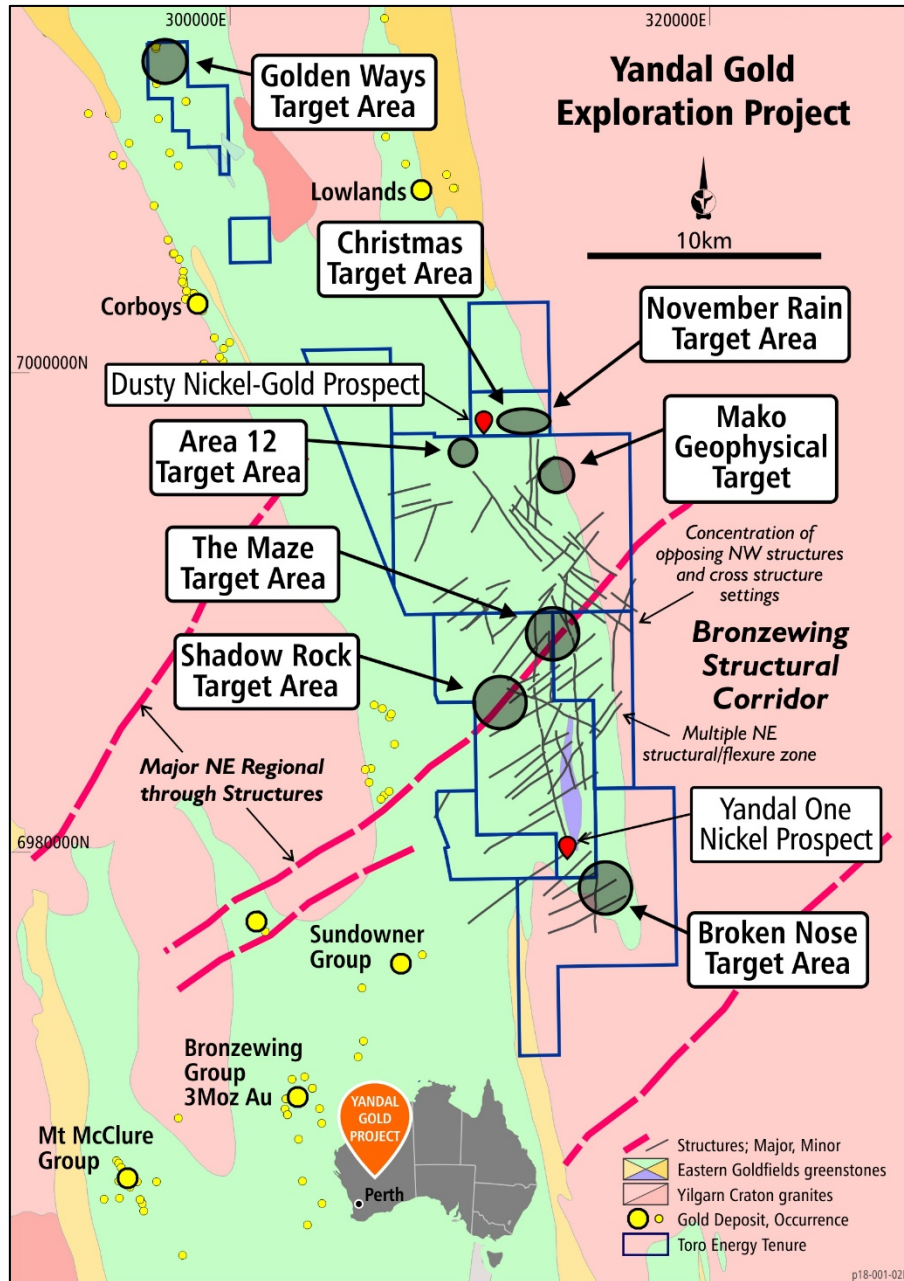 300000E
320000E
Yandal Gold
Exploration Project
Golden Ways
Target Area
Lowlands
10km
Christmas
Target Area
Corboys
November Rain
Target Area
7000000N
Dusty Nickel-Gold Prospect
Area 12
Target Area
Mako
Geophysical
Target
The Maze
Target Area
Concentration of
opposing NW structures
and cross structure
settings
Shadow Rock
Target Area
Bronzewing
Structural
Corridor
Major NE Regional
through Structures
Multiple NE
structural/flexure zone
Yandal One
Nickel Prospect
6980000N
Sundowner
Group
Broken Nose
Target Area
Bronzewing
Group
3Moz Au
YANDAL
GOLD
PROJECT
Mt McClure
Group
Perth
Structures; Major, Minor
Eastern Goldfields greenstones
Yilgarn Craton granites
Gold Deposit, Occurrence
Toro Energy Tenure